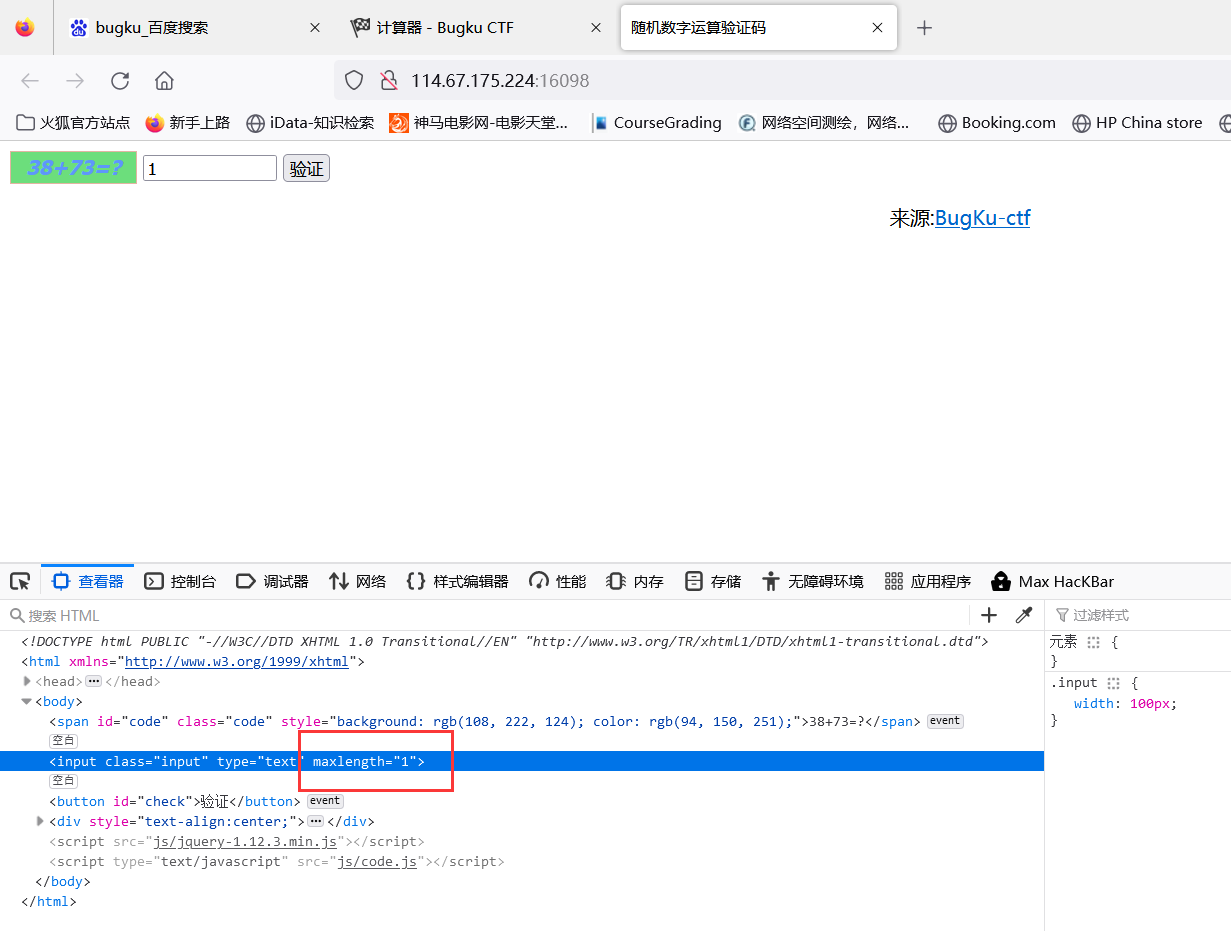 bugku_百度搜索 计算器 - Bugku CTF 随机数字运算验证码
114.67.175.224:16098
火狐官方站点 新手上路 iData-知识检索 神马电影网-电影天堂... CourseGrading 网络空间测绘，网络... Booking.com HP China store
38+73=? 1 验证
来源:BugKu-ctf
查看器 控制台 调试器 网络 样式编辑器 性能 内存 存储 无障碍环境 应用程序 Max HacKBar
搜索 HTML 过滤样式
<!DOCTYPE html PUBLIC "-//W3C//DTD XHTML 1.0 Transitional//EN" "http://www.w3.org/TR/xhtml1/DTD/xhtml1-transitional.dtd"> 元素 {
<html xmlns="http://www.w3.org/1999/xhtml"> }
<head>…</head> .input {
<body> width: 100px;
<span id="code" class="code" style="background: rgb(108, 222, 124); color: rgb(94, 150, 251);">38+73=?</span> event }
空白
<input class="input" type="text" maxlength="1">
空白
<button id="check">验证</button> event
<div style="text-align:center;">…</div>
<script src="js/jquery-1.12.3.min.js"></script>
<script type="text/javascript" src="js/code.js"></script>
</body>
</html>